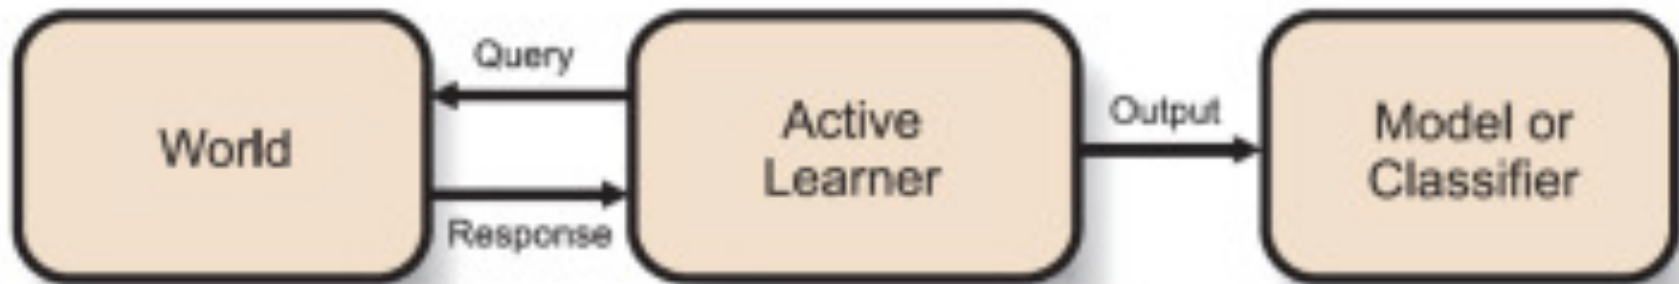 World
Query
Response
Active
Learner
Output
Model or
Classifier